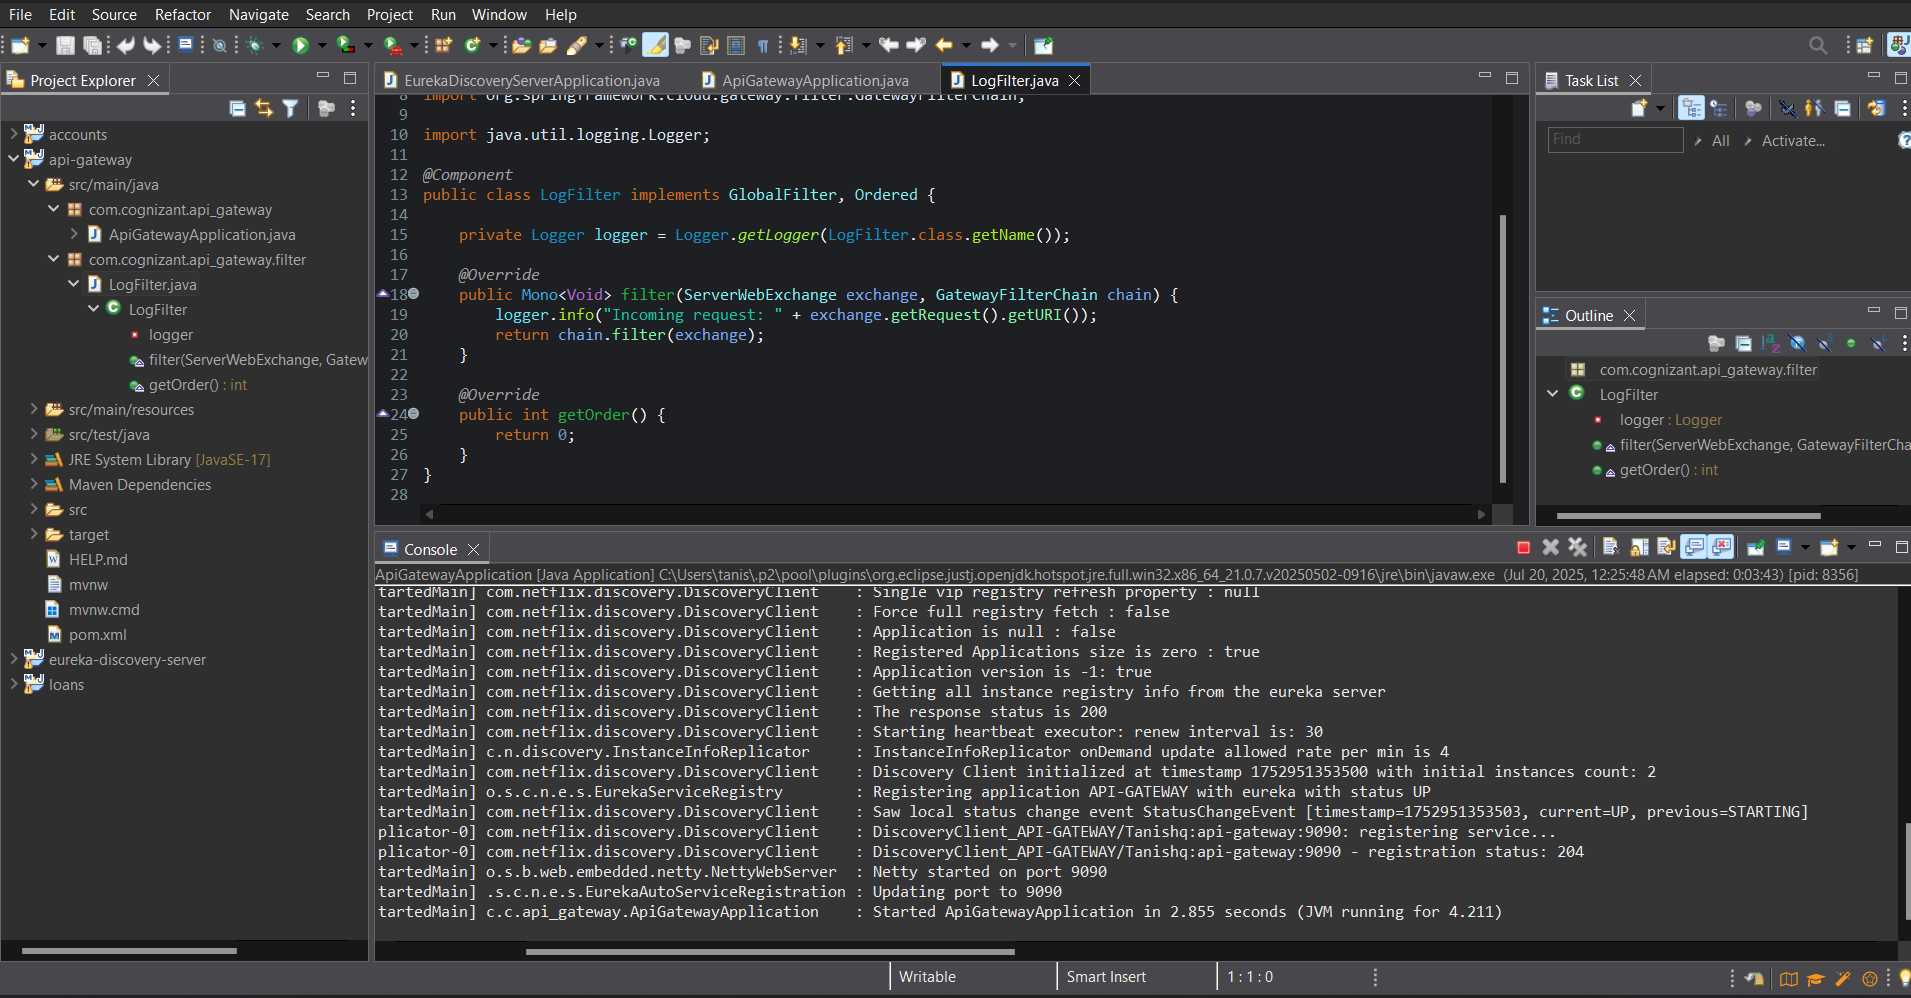 File Edit Source Refactor Navigate Search Project Run Window Help
Project Explorer
accounts
api-gateway
src/main/java
com.cognizant.api_gateway
ApiGatewayApplication.java
com.cognizant.api_gateway.filter
LogFilter.java
LogFilter
logger
filter(ServerWebExchange, Gatew
getOrder() : int
src/main/resources
src/test/java
JRE System Library [JavaSE-17]
Maven Dependencies
src
target
HELP.md
mvnw
mvnw.cmd
pom.xml
eureka-discovery-server
loans
EurekaDiscoveryServerApplication.java
ApiGatewayApplication.java
LogFilter.java
8 import org.springframework.cloud.gateway.filter.GatewayFilterChain;
9
10 import java.util.logging.Logger;
11
12 @Component
13 public class LogFilter implements GlobalFilter, Ordered {
14
15 private Logger logger = Logger.getLogger(LogFilter.class.getName());
16
17 @Override
18 public Mono<Void> filter(ServerWebExchange exchange, GatewayFilterChain chain) {
19 logger.info("Incoming request: " + exchange.getRequest().getURI());
20 return chain.filter(exchange);
21 }
22
23 @Override
24 public int getOrder() {
25 return 0;
26 }
27 }
28
Task List
Find
All
Activate...
Outline
com.cognizant.api_gateway.filter
LogFilter
logger : Logger
filter(ServerWebExchange, GatewayFilterCha
getOrder() : int
Console
ApiGatewayApplication [Java Application] C:\Users\tanis\.p2\pool\plugins\org.eclipse.justj.openjdk.hotspot.jre.full.win32.x86_64_21.0.7.v20250502-0916\jre\bin\javaw.exe (Jul 20, 2025, 12:25:48 AM elapsed: 0:03:43) [pid: 8356]
tartedMain] com.netflix.discovery.DiscoveryClient : Single vip registry refresh property : null
tartedMain] com.netflix.discovery.DiscoveryClient : Force full registry fetch : false
tartedMain] com.netflix.discovery.DiscoveryClient : Application is null : false
tartedMain] com.netflix.discovery.DiscoveryClient : Registered Applications size is zero : true
tartedMain] com.netflix.discovery.DiscoveryClient : Application version is -1: true
tartedMain] com.netflix.discovery.DiscoveryClient : Getting all instance registry info from the eureka server
tartedMain] com.netflix.discovery.DiscoveryClient : The response status is 200
tartedMain] com.netflix.discovery.DiscoveryClient : Starting heartbeat executor: renew interval is: 30
tartedMain] c.n.discovery.InstanceInfoReplicator : InstanceInfoReplicator onDemand update allowed rate per min is 4
tartedMain] com.netflix.discovery.DiscoveryClient : Discovery Client initialized at timestamp 1752951353500 with initial instances count: 2
tartedMain] o.s.c.n.e.s.EurekaServiceRegistry : Registering application API-GATEWAY with eureka with status UP
tartedMain] com.netflix.discovery.DiscoveryClient : Saw local status change event StatusChangeEvent [timestamp=1752951353503, current=UP, previous=STARTING]
plicator-0] com.netflix.discovery.DiscoveryClient : DiscoveryClient_API-GATEWAY/Tanishq:api-gateway:9090: registering service...
plicator-0] com.netflix.discovery.DiscoveryClient : DiscoveryClient_API-GATEWAY/Tanishq:api-gateway:9090 - registration status: 204
tartedMain] o.s.b.web.embedded.netty.NettyWebServer : Netty started on port 9090
tartedMain] .s.c.n.e.s.EurekaAutoServiceRegistration : Updating port to 9090
tartedMain] c.c.api_gateway.ApiGatewayApplication : Started ApiGatewayApplication in 2.855 seconds (JVM running for 4.211)
Writable
Smart Insert
1 : 1 : 0